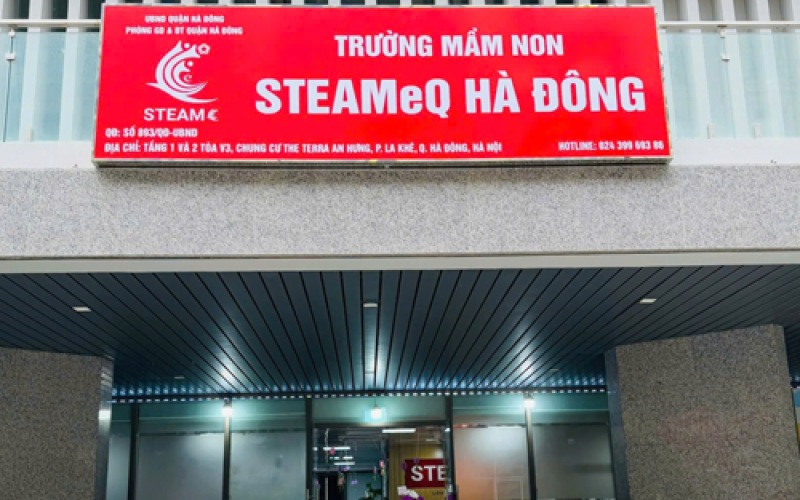 UBND QUẬN HÀ ĐÔNG
PHÒNG GD & ĐT QUẬN HÀ ĐÔNG
STEAMe
QĐ: SỐ 893/QĐ-UBND
TRƯỜNG MẦM NON
STEAMeQ HÀ ĐÔNG
ĐỊA CHỈ: TẦNG 1 VÀ 2 TÒA V3, CHUNG CƯ THE TERRA AN HƯNG, P. LA KHÊ, Q. HÀ ĐÔNG, HÀ NỘI
HOTLINE: 024 399 693 86
STE